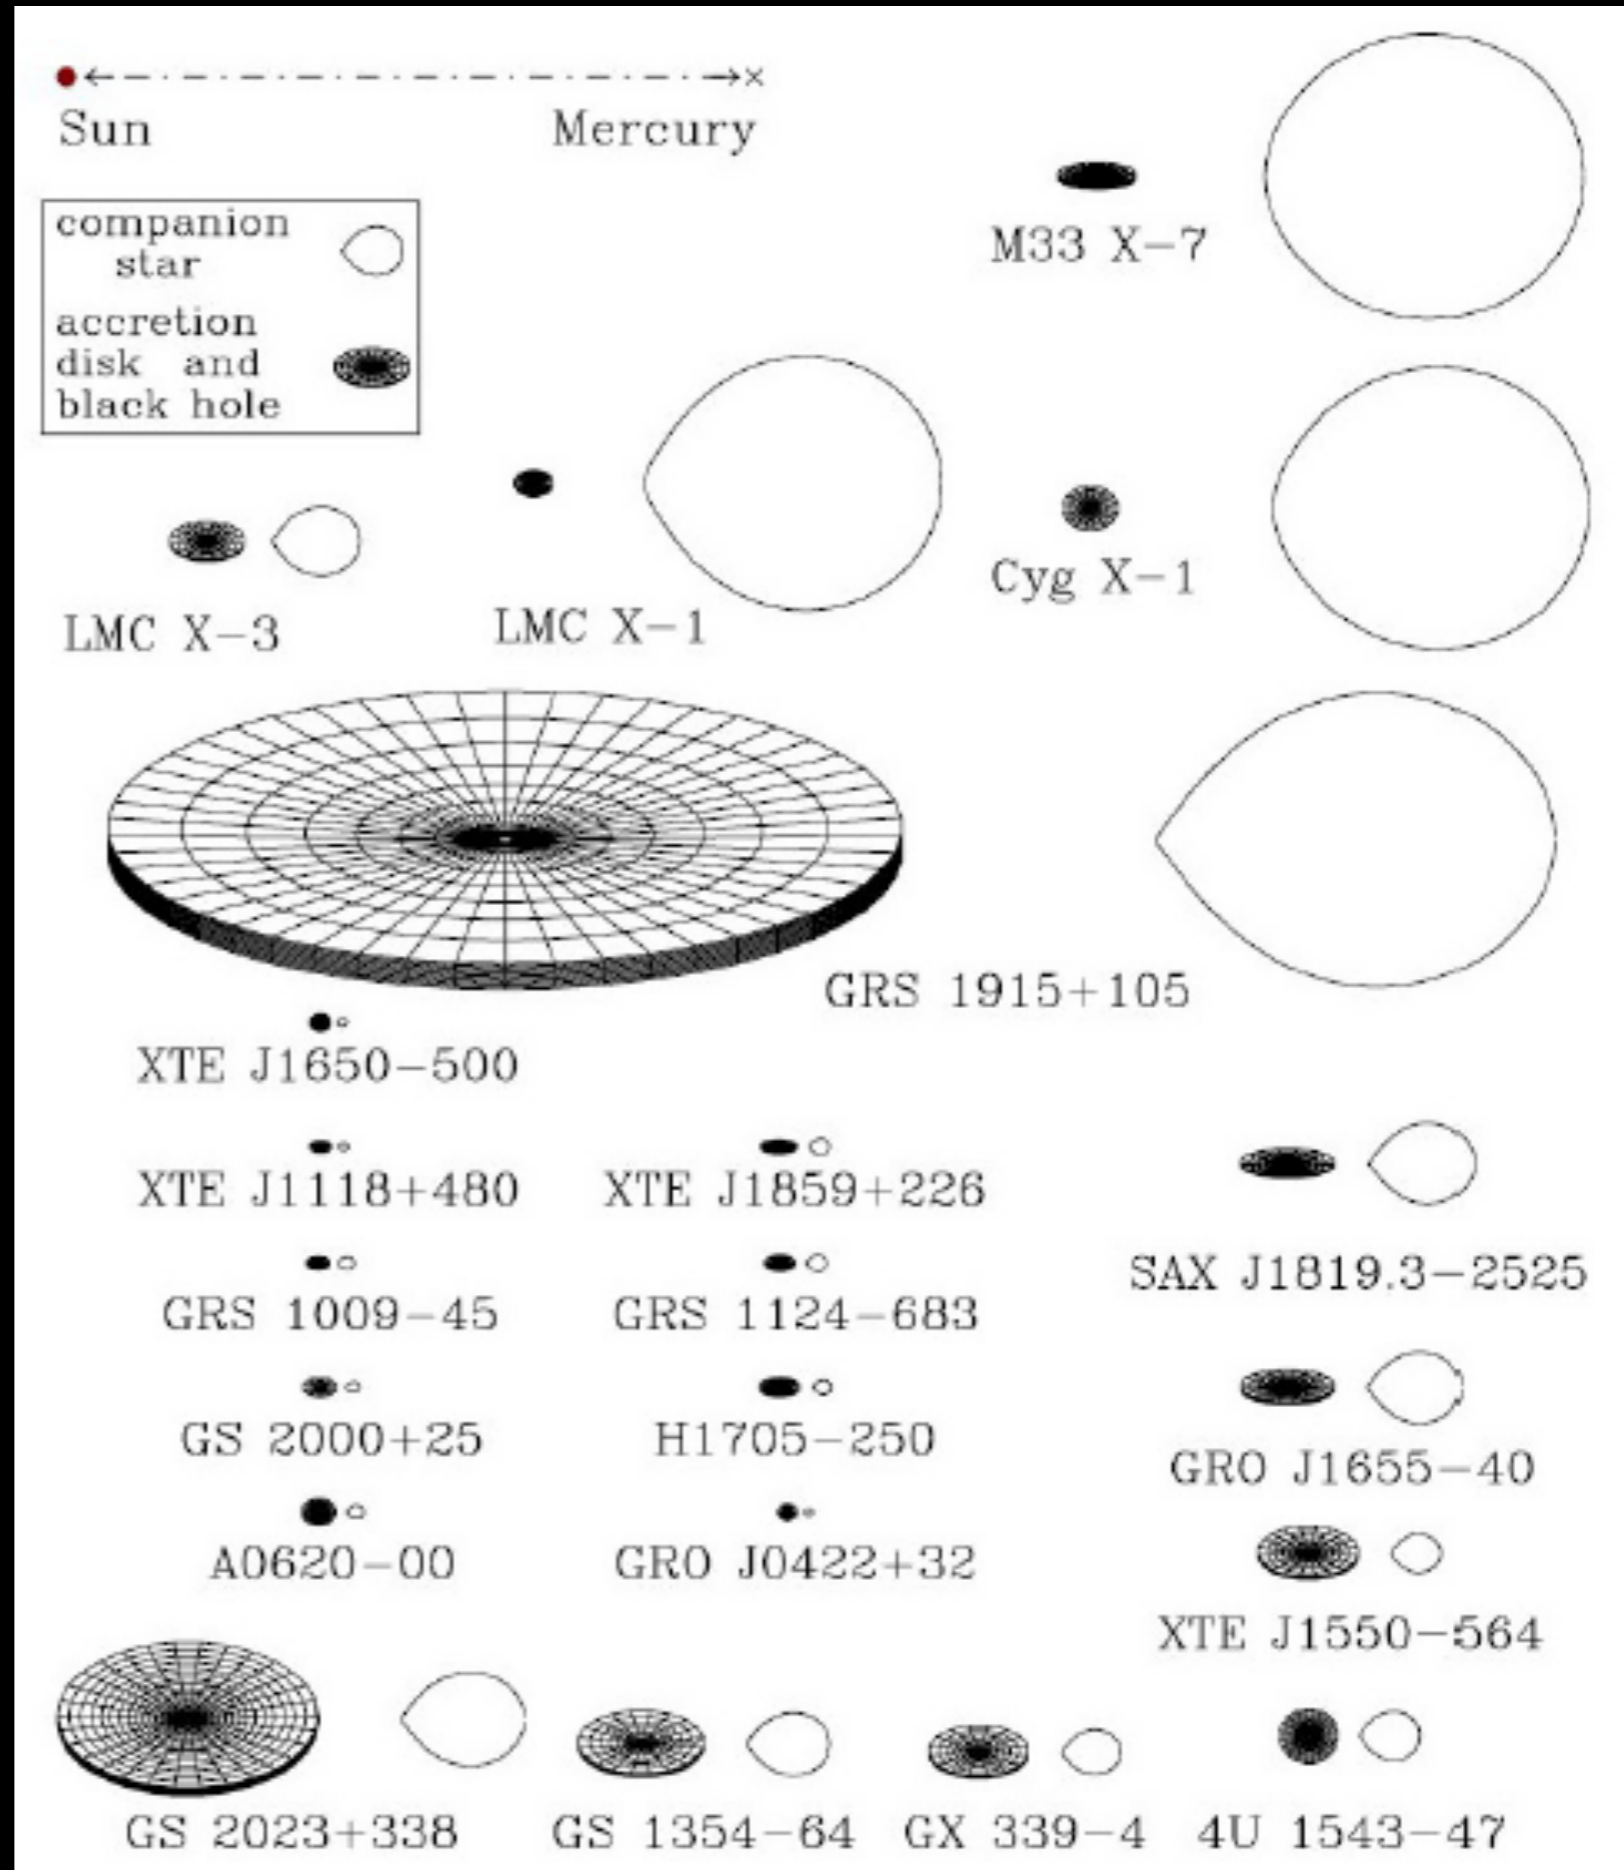 Sun Mercury
companion
star
accretion
disk and
black hole
M33 X-7
LMC X-3
LMC X-1
Cyg X-1
GRS 1915+105
XTE J1650-500
XTE J1118+480
XTE J1859+226
SAX J1819.3-2525
GRS 1009-45
GRS 1124-683
GS 2000+25
H1705-250
GRO J1655-40
A0620-00
GRO J0422+32
XTE J1550-564
GS 2023+338
GS 1354-64
GX 339-4
4U 1543-47